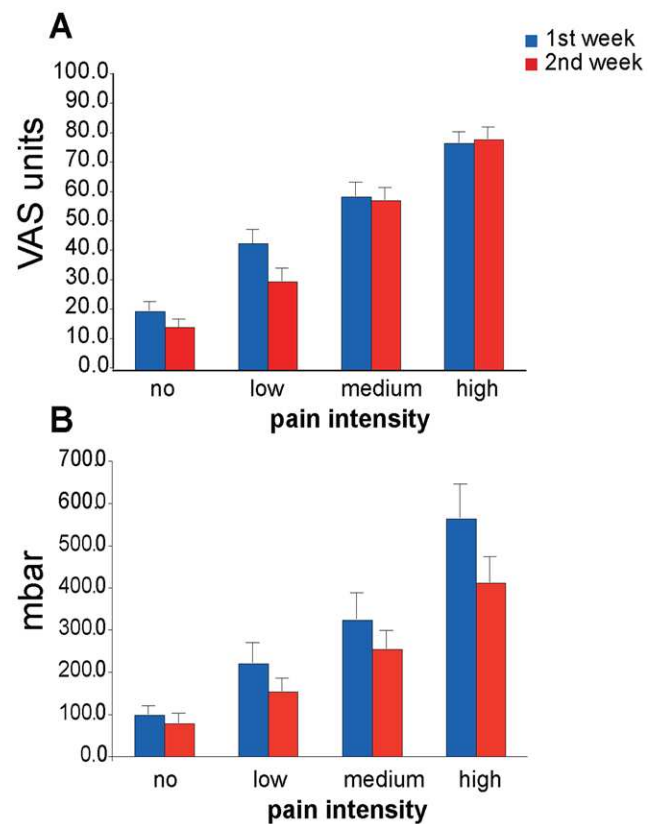 A
1st week
2nd week
100.0
90.0
80.0
70.0
60.0
50.0
40.0
30.0
20.0
10.0
0.0
VAS units
no low medium high
pain intensity
B
700.0
600.0
500.0
400.0
300.0
200.0
100.0
0.0
mbar
no low medium high
pain intensity